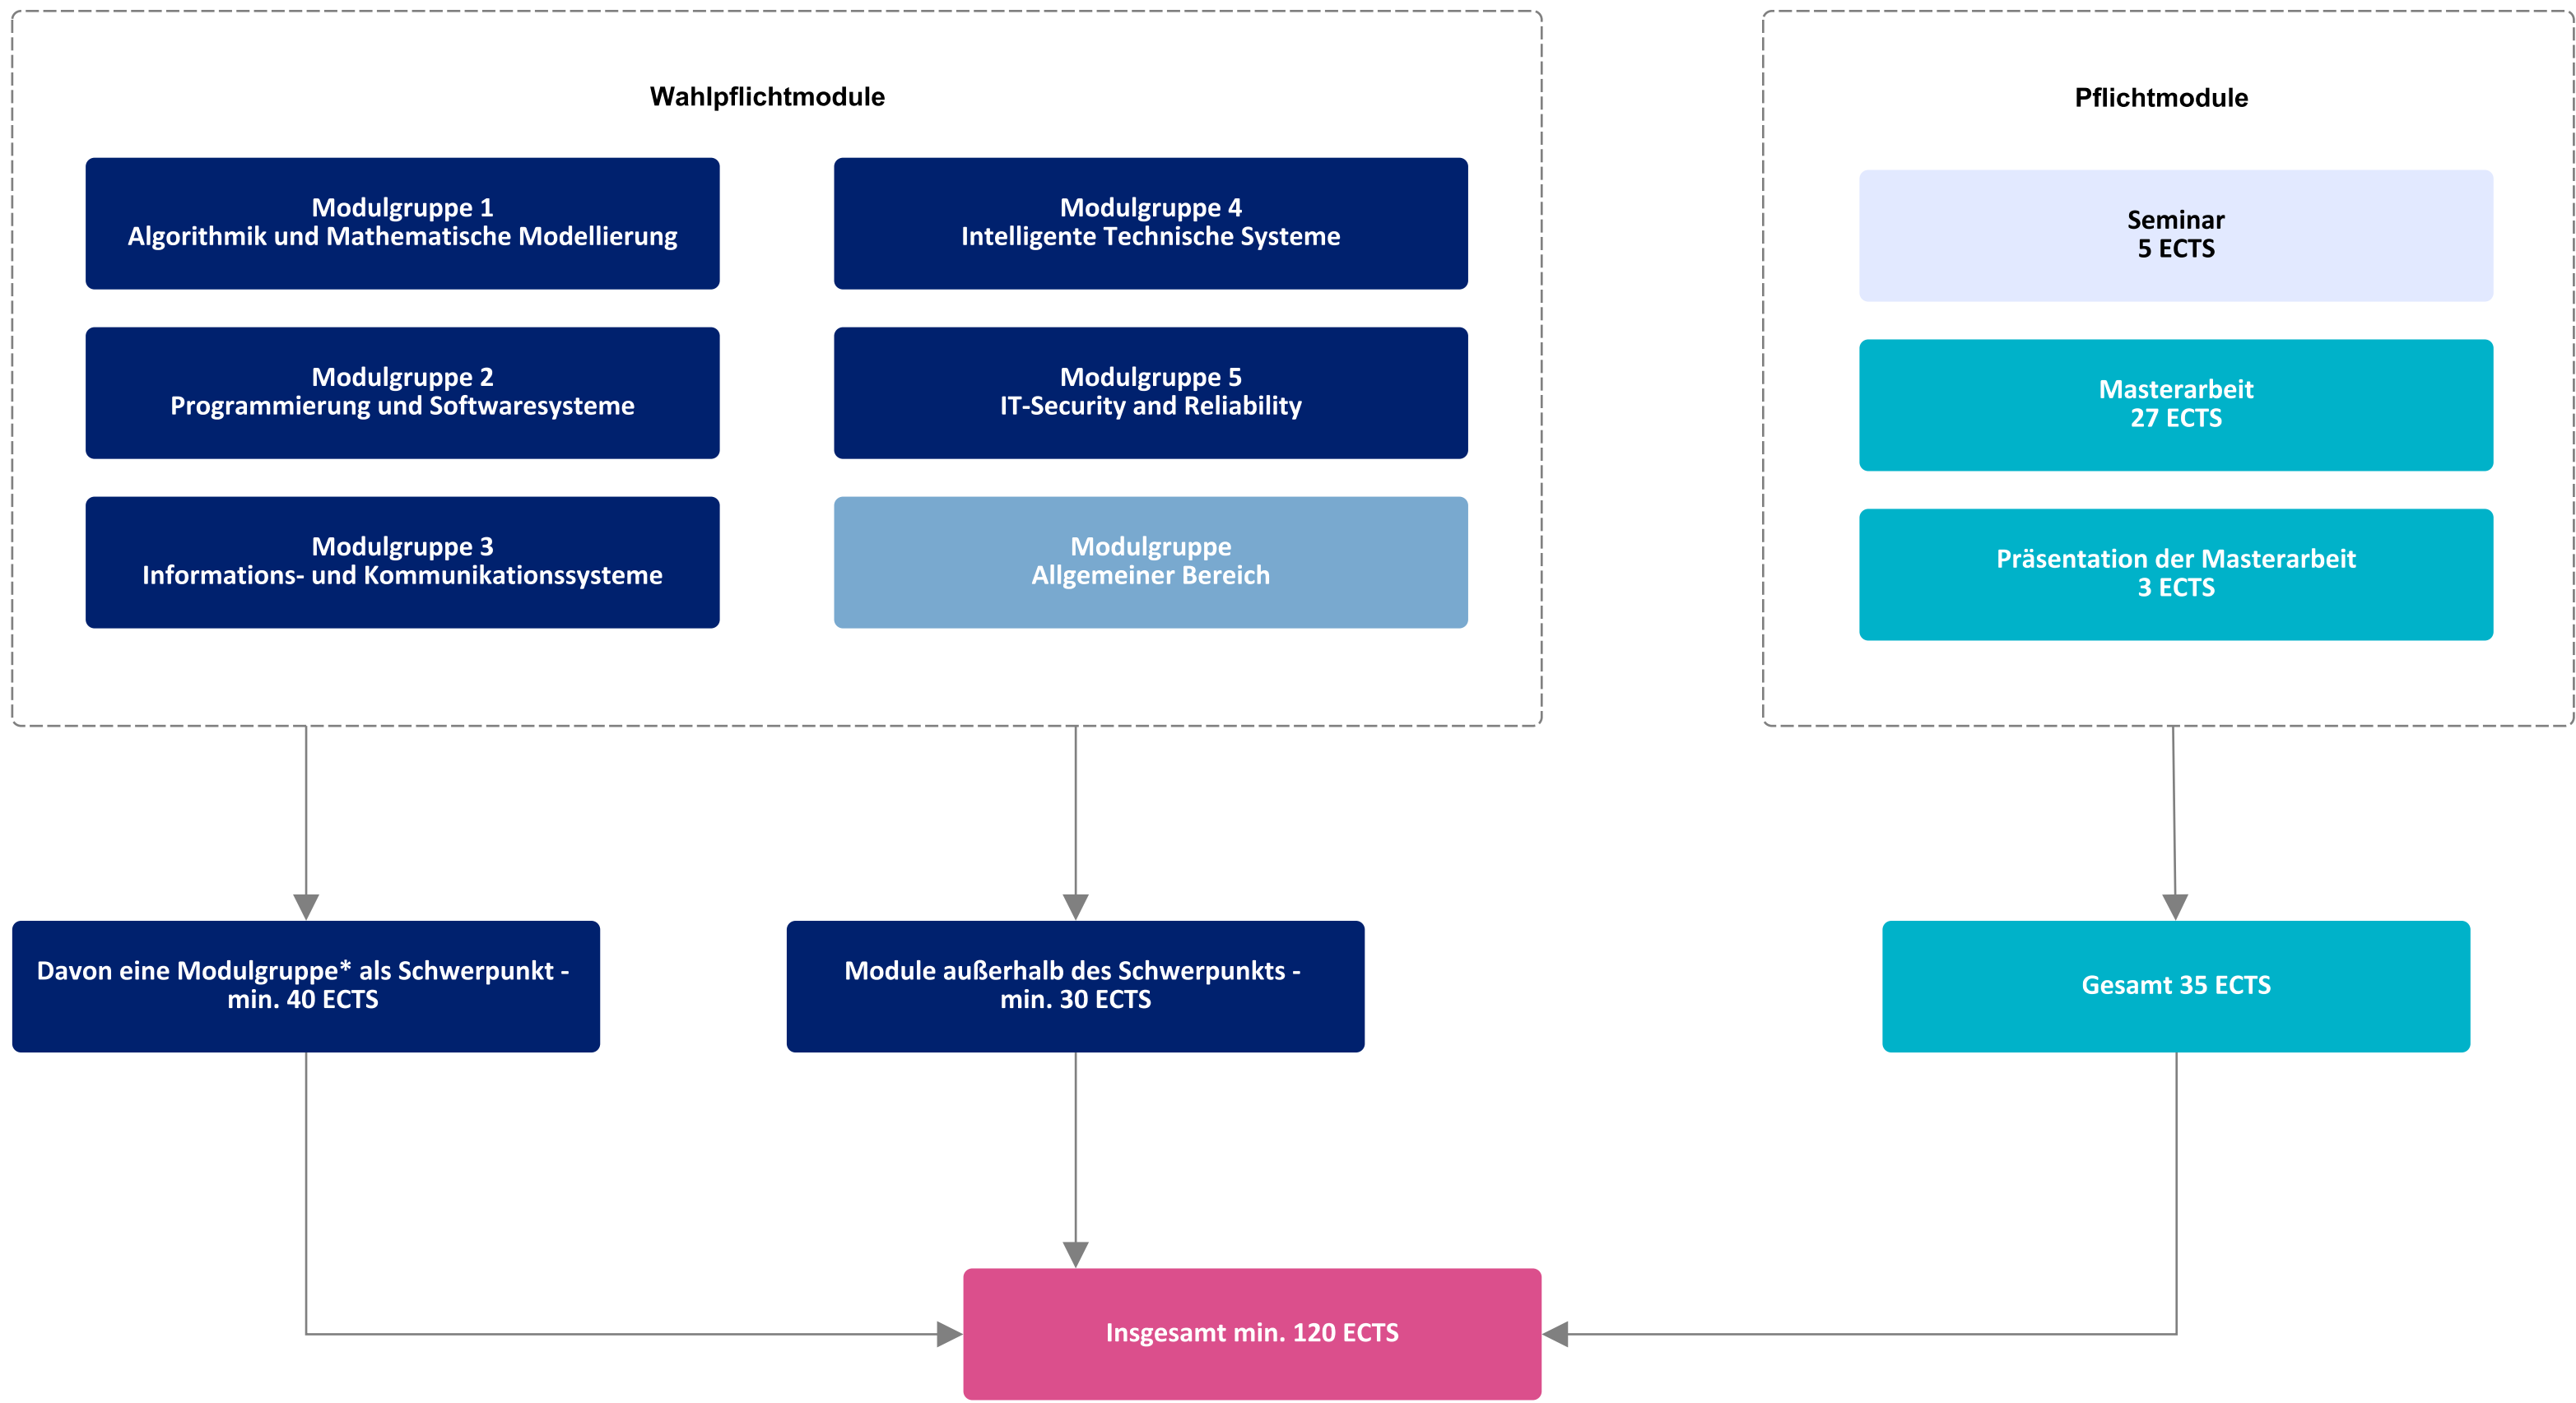 Wahlpflichtmodule
Modulgruppe 1
Algorithmik und Mathematische Modellierung
Modulgruppe 4
Intelligente Technische Systeme
Modulgruppe 2
Programmierung und Softwaresysteme
Modulgruppe 5
IT-Security and Reliability
Modulgruppe 3
Informations- und Kommunikationssysteme
Modulgruppe
Allgemeiner Bereich
Pflichtmodule
Seminar
5 ECTS
Masterarbeit
27 ECTS
Präsentation der Masterarbeit
3 ECTS
Davon eine Modulgruppe* als Schwerpunkt -
min. 40 ECTS
Module außerhalb des Schwerpunkts -
min. 30 ECTS
Gesamt 35 ECTS
Insgesamt min. 120 ECTS